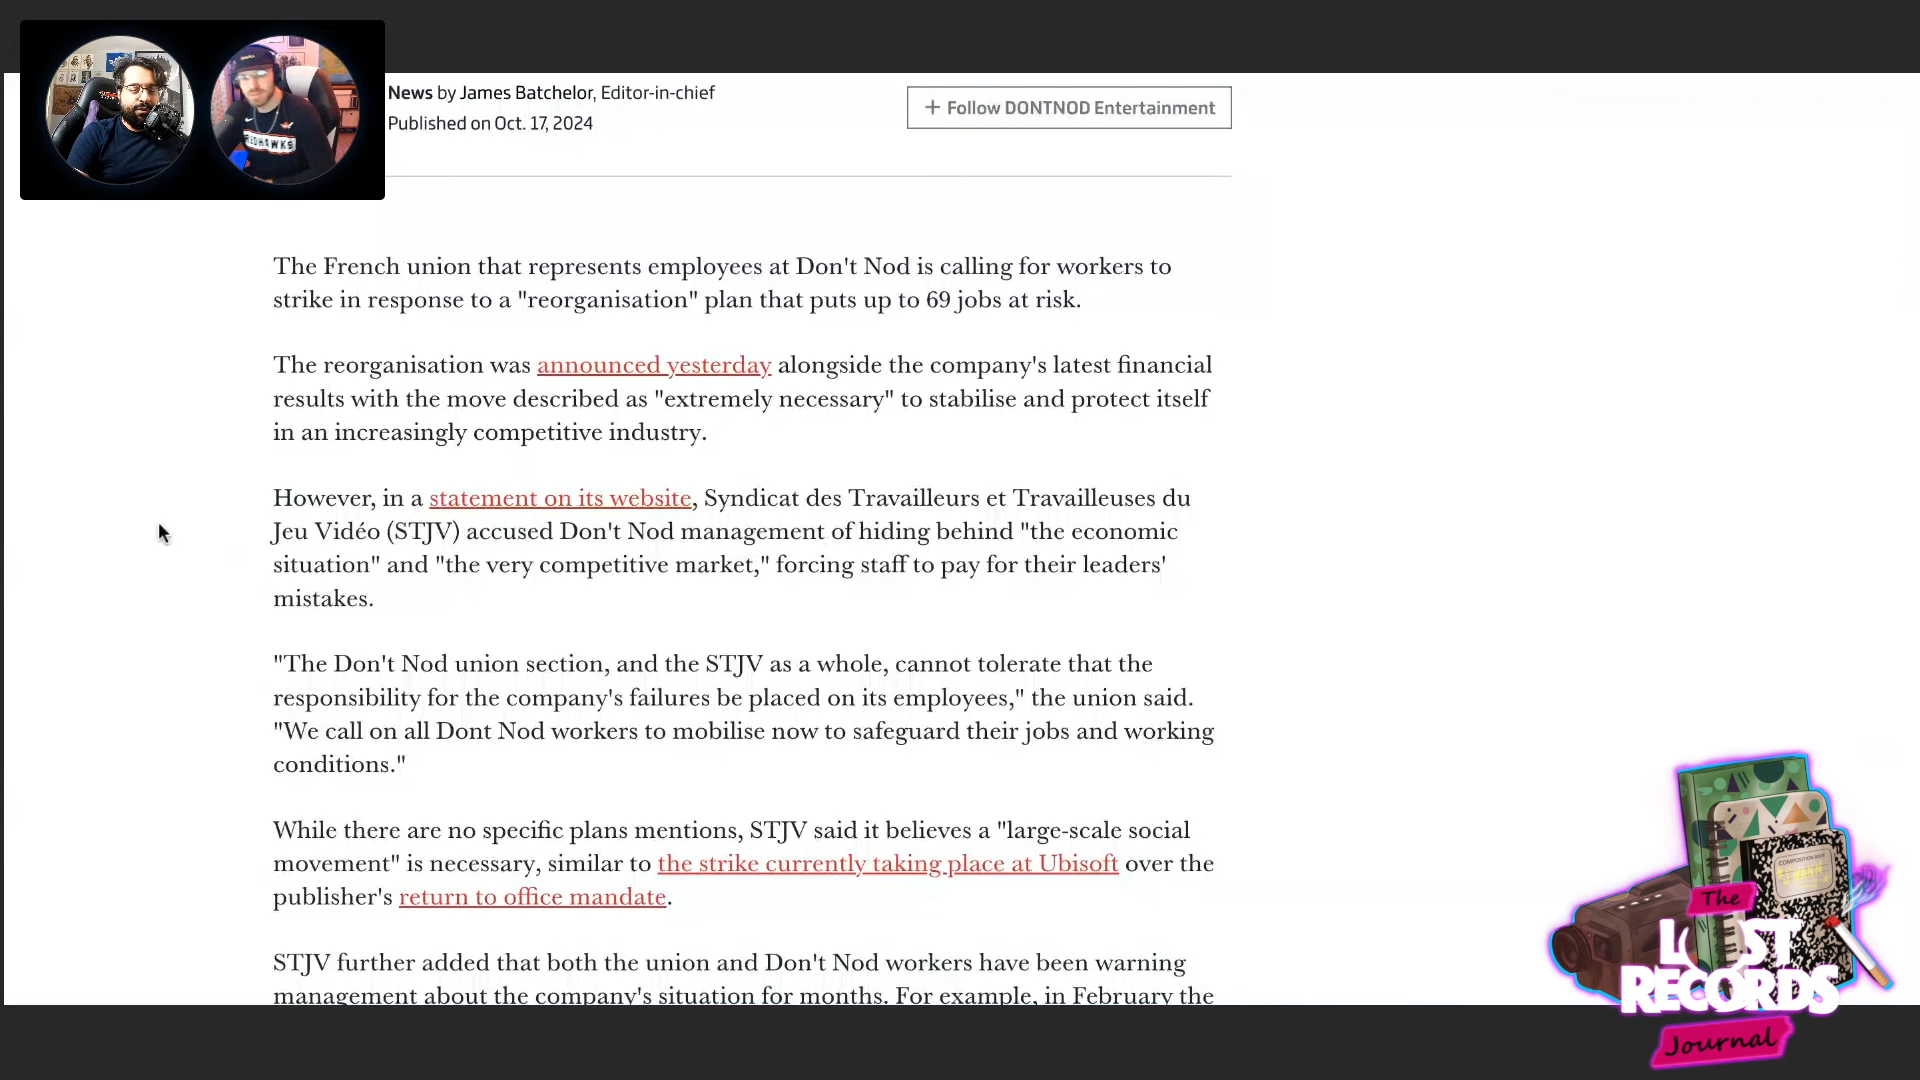 News by James Batchelor, Editor-in-chief
Published on Oct. 17, 2024
+ Follow DONTNOD Entertainment
The French union that represents employees at Don't Nod is calling for workers to
strike in response to a "reorganisation" plan that puts up to 69 jobs at risk.
The reorganisation was announced yesterday alongside the company's latest financial
results with the move described as "extremely necessary" to stabilise and protect itself
in an increasingly competitive industry.
However, in a statement on its website, Syndicat des Travailleurs et Travailleuses du
Jeu Vidéo (STJV) accused Don't Nod management of hiding behind "the economic
situation" and "the very competitive market," forcing staff to pay for their leaders'
mistakes.
"The Don't Nod union section, and the STJV as a whole, cannot tolerate that the
responsibility for the company's failures be placed on its employees," the union said.
"We call on all Dont Nod workers to mobilise now to safeguard their jobs and working
conditions."
While there are no specific plans mentions, STJV said it believes a "large-scale social
movement" is necessary, similar to the strike currently taking place at Ubisoft over the
publisher's return to office mandate.
STJV further added that both the union and Don't Nod workers have been warning
management about the company's situation for months. For example, in February the
COMPOSITION BOOK
The
LOST
RECORDS
Journal